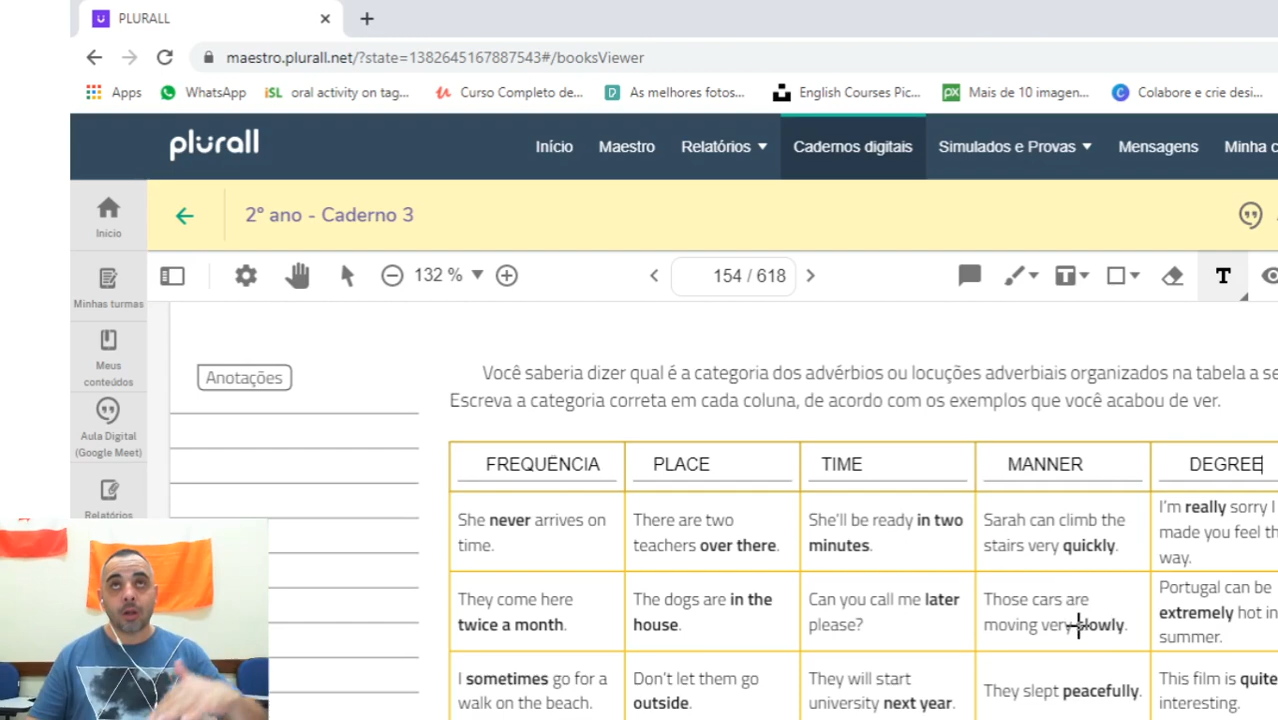 PLURALL
maestro.plurall.net/?state=1382645167887543#/booksViewer
Apps WhatsApp iSL oral activity on tag... Curso Completo de... As melhores fotos... English Courses Pic... px Mais de 10 imagen... C Colabore e crie desi...
plurall Início Maestro Relatórios Cadernos digitais Simulados e Provas Mensagens Minha c
Inicio
2º ano - Caderno 3
Minhas turmas
132 % 154 / 618 T T
Meus
conteúdos
Aula Digital
(Google Meet)
Relatórios
Anotações
Você saberia dizer qual é a categoria dos advérbios ou locuções adverbiais organizados na tabela a se
Escreva a categoria correta em cada coluna, de acordo com os exemplos que você acabou de ver.
FREQUÊNCIA PLACE TIME MANNER DEGREE
She never arrives on
time.
There are two
teachers over there.
She'll be ready in two
minutes.
Sarah can climb the
stairs very quickly.
I'm really sorry I
made you feel th
way.
They come here
twice a month.
The dogs are in the
house.
Can you call me later
please?
Those cars are
moving very slowly.
Portugal can be
extremely hot in
summer.
I sometimes go for a
walk on the beach.
Don't let them go
outside.
They will start
university next year.
They slept peacefully.
This film is quite
interesting.